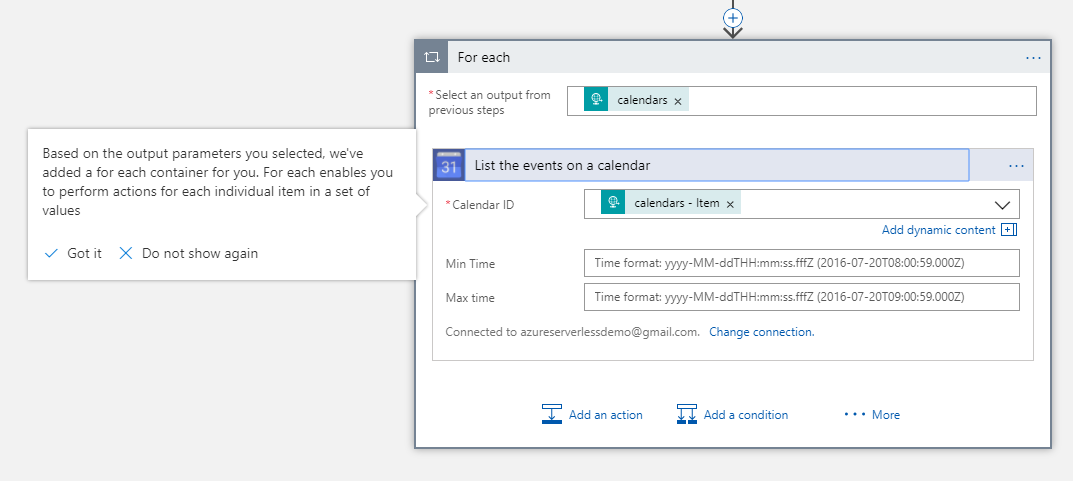 For each
...
*Select an output from
previous steps
calendars x
Based on the output parameters you selected, we've
added a for each container for you. For each enables you
to perform actions for each individual item in a set of
values
Got it
Do not show again
31 List the events on a calendar
...
*Calendar ID
calendars - Item x
Add dynamic content
Min Time
Time format: yyyy-MM-ddTHH:mm:ss.fffZ (2016-07-20T08:00:59.000Z)
Max time
Time format: yyyy-MM-ddTHH:mm:ss.fffZ (2016-07-20T09:00:59.000Z)
Connected to azureserverlessdemo@gmail.com. Change connection.
Add an action
Add a condition
... More